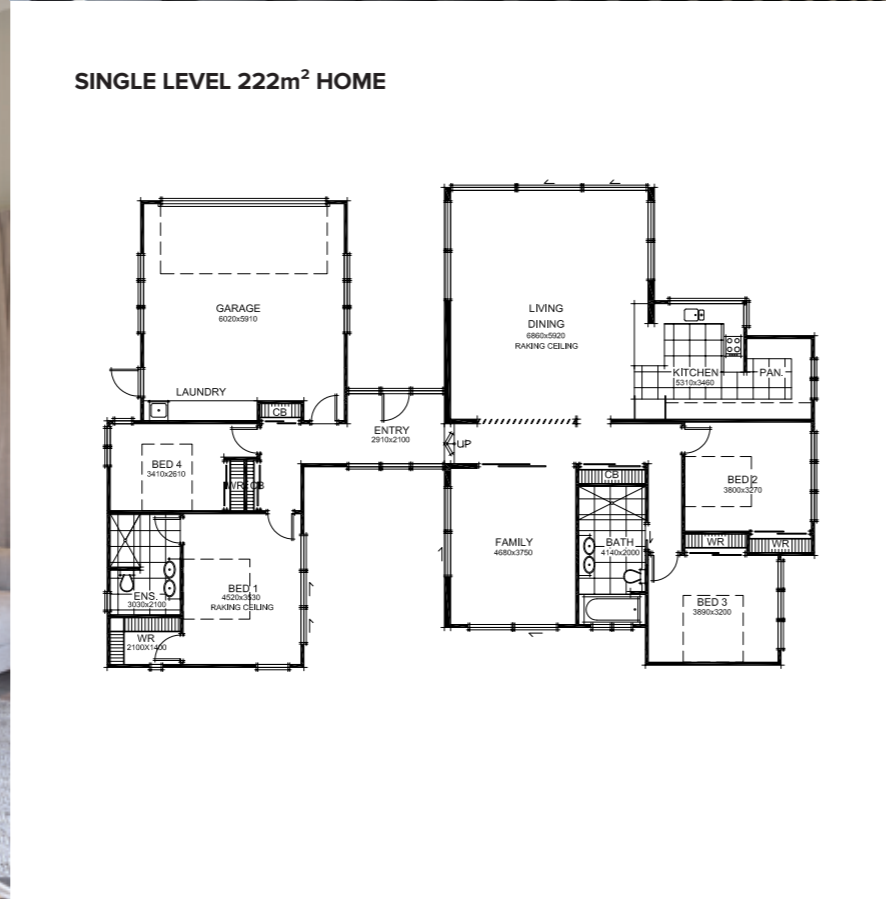 SINGLE LEVEL 222m² HOME
GARAGE
6020x5910
LIVING
DINING
6860x5920
RAKING CEILING
KITCHEN
5310x3460
PAN.
LAUNDRY
CB
ENTRY
2910x2100
UP
BED 4
3410x2610
WR
CB
CB
BED 2
3800x3270
FAMILY
4680x3750
BATH
4140x2000
WR
WR
BED 1
4520x3530
RAKING CEILING
ENS.
3030x2100
BED 3
3890x3200
WR
2100X1400